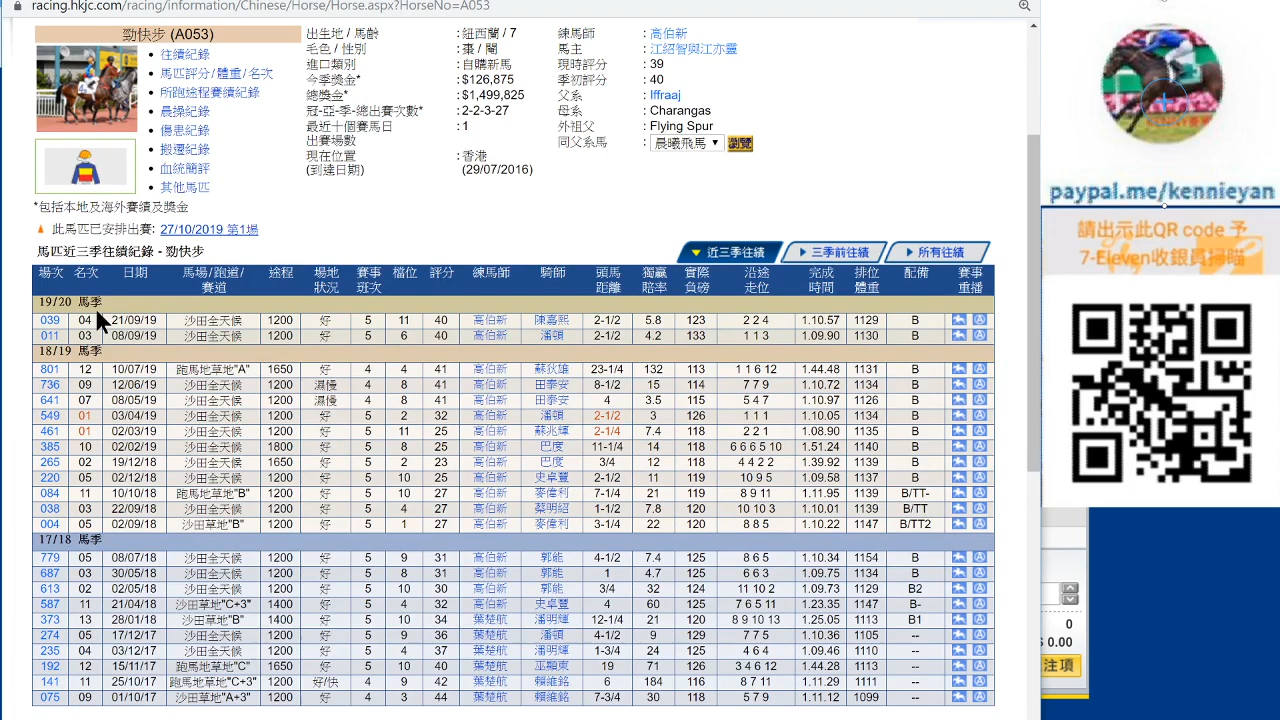 racing.hkjc.com/racing/information/Chinese/Horse/Horse.aspx?HorseNo=A053
勁快步 (A053)
往績紀錄
馬匹評分/體重/名次
所跑途程賽績紀錄
晨操紀錄
傷患紀錄
搬遷紀錄
血統簡評
其他馬匹
出生地 / 馬齡 : 紐西蘭 / 7
毛色 / 性別 : 棗 / 閹
進口類別 : 自購新馬
今季獎金* : $126,875
總獎金* : $1,499,825
冠-亞-季-總出賽次數* : 2-2-3-27
最近十個賽馬日 : 1
出賽場數
現在位置 : 香港
(到達日期) (29/07/2016)
練馬師 : 高伯新
馬主 : 江紹智與江亦靈
現時評分 : 39
季初評分 : 40
父系 : Iffraaj
母系 : Charangas
外祖父 : Flying Spur
同父系馬 : 晨曦飛馬 ▼ 瀏覽
*包括本地及海外賽績及獎金
此馬匹已安排出賽: 27/10/2019 第1場
馬匹近三季往績紀錄 - 勁快步
近三季往績 三季前往績 所有往績
場次 名次 日期 馬場/跑道/賽道 途程 場地狀況 賽事班次 檔位 評分 練馬師 騎師 頭馬距離 獨贏賠率 實際負磅 沿途走位 完成時間 排位體重 配備 賽事重播
19/20 馬季
039 04 21/09/19 沙田全天候 1200 好 5 11 40 高伯新 陳嘉熙 2-1/2 5.8 123 2 2 4 1.10.57 1129 B
011 03 08/09/19 沙田全天候 1200 好 5 6 40 高伯新 潘頓 2-1/2 4.2 133 1 1 3 1.09.90 1130 B
18/19 馬季
801 12 10/07/19 跑馬地草地"A" 1650 好 4 4 41 高伯新 蘇狄雄 23-1/4 132 113 1 1 6 12 1.44.48 1131 B
736 09 12/06/19 沙田全天候 1200 濕慢 4 8 41 高伯新 田泰安 8-1/2 15 114 7 7 9 1.10.72 1134 B
641 07 08/05/19 沙田全天候 1200 濕慢 4 8 41 高伯新 田泰安 4 3.5 115 5 4 7 1.10.97 1126 B
549 01 03/04/19 沙田全天候 1200 好 5 2 32 高伯新 潘頓 2-1/2 3 126 1 1 1 1.10.05 1134 B
461 01 02/03/19 沙田全天候 1200 好 5 11 25 高伯新 蘇兆輝 2-1/4 7.4 118 2 2 1 1.08.90 1135 B
385 10 02/02/19 沙田全天候 1800 好 5 8 25 高伯新 巴度 11-1/4 14 118 6 6 6 5 10 1.51.24 1140 B
265 02 19/12/18 沙田全天候 1650 好 5 2 23 高伯新 巴度 3/4 12 118 4 4 2 2 1.39.92 1139 B
220 05 02/12/18 沙田全天候 1200 好 5 10 25 高伯新 史卓豐 2-1/2 11 119 10 9 5 1.09.58 1137 B
084 11 10/10/18 跑馬地草地"B" 1200 好 5 10 27 高伯新 麥偉利 7-1/4 21 110 8 9 11 1.11.95 1139 B/TT-
038 03 22/09/18 沙田全天候 1200 好 5 4 27 高伯新 蔡明紹 1-1/2 7.8 120 10 10 3 1.10.01 1139 B/TT
004 05 02/09/18 沙田草地"B" 1200 好 5 1 27 高伯新 麥偉利 3-1/4 22 120 8 8 5 1.10.22 1147 B/TT2
17/18 馬季
779 05 08/07/18 沙田全天候 1200 好 5 9 31 高伯新 郭能 4-1/2 7.4 125 8 6 5 1.10.34 1154 B
687 03 30/05/18 沙田全天候 1200 好 5 8 31 高伯新 郭能 1 4.7 125 6 6 3 1.09.75 1134 B
613 02 02/05/18 沙田全天候 1200 好 5 10 30 高伯新 郭能 3/4 32 124 11 10 2 1.09.73 1129 B2
587 11 21/04/18 沙田草地"C+3" 1400 好 5 4 32 高伯新 史卓豐 4 60 125 7 6 5 11 1.23.35 1147 B-
373 13 28/01/18 沙田草地"B" 1400 好 5 10 34 葉楚航 潘明輝 12-1/4 21 120 8 9 10 13 1.25.05 1113 B1
274 05 17/12/17 沙田全天候 1200 好 5 9 36 葉楚航 潘頓 4-1/2 9 129 7 7 5 1.10.36 1105 --
235 04 03/12/17 沙田全天候 1200 好 5 4 37 葉楚航 潘明輝 1-3/4 24 125 4 6 4 1.09.46 1110 --
192 12 15/11/17 跑馬地草地"C" 1650 好 5 10 40 葉楚航 巫顯東 19 71 126 3 4 6 12 1.44.28 1113 --
141 11 25/10/17 跑馬地草地"C+3" 1200 好/快 4 9 42 葉楚航 賴維銘 6 184 116 8 7 11 1.11.29 1111 --
075 09 01/10/17 沙田草地"A+3" 1200 好 4 3 44 葉楚航 賴維銘 7-3/4 30 118 5 7 9 1.11.12 1099 --
paypal.me/kennieyan
請出示此QR code 予
7-Eleven收銀員掃瞄
0
$ 0.00
注項